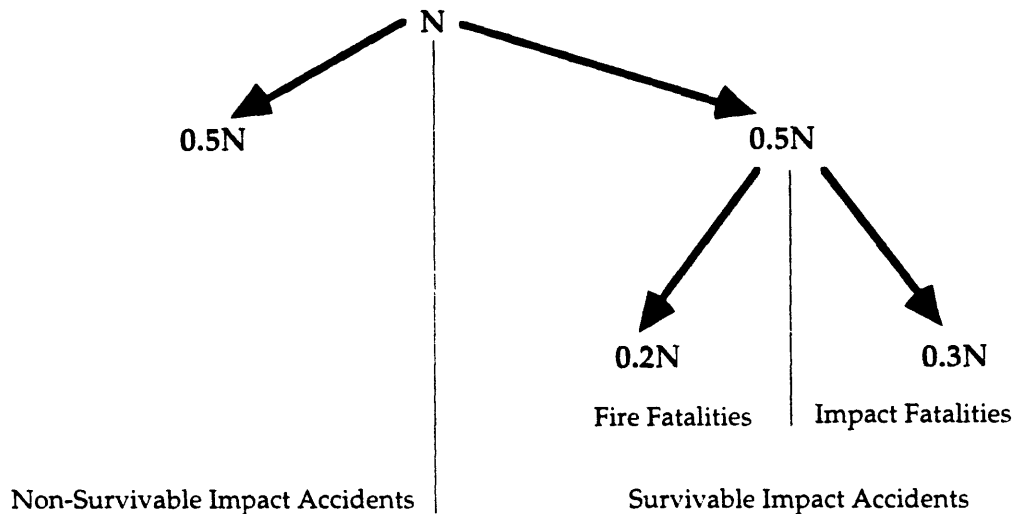 N
0.5N
0.5N
0.2N
0.3N
Fire Fatalities
Impact Fatalities
Non-Survivable Impact Accidents
Survivable Impact Accidents